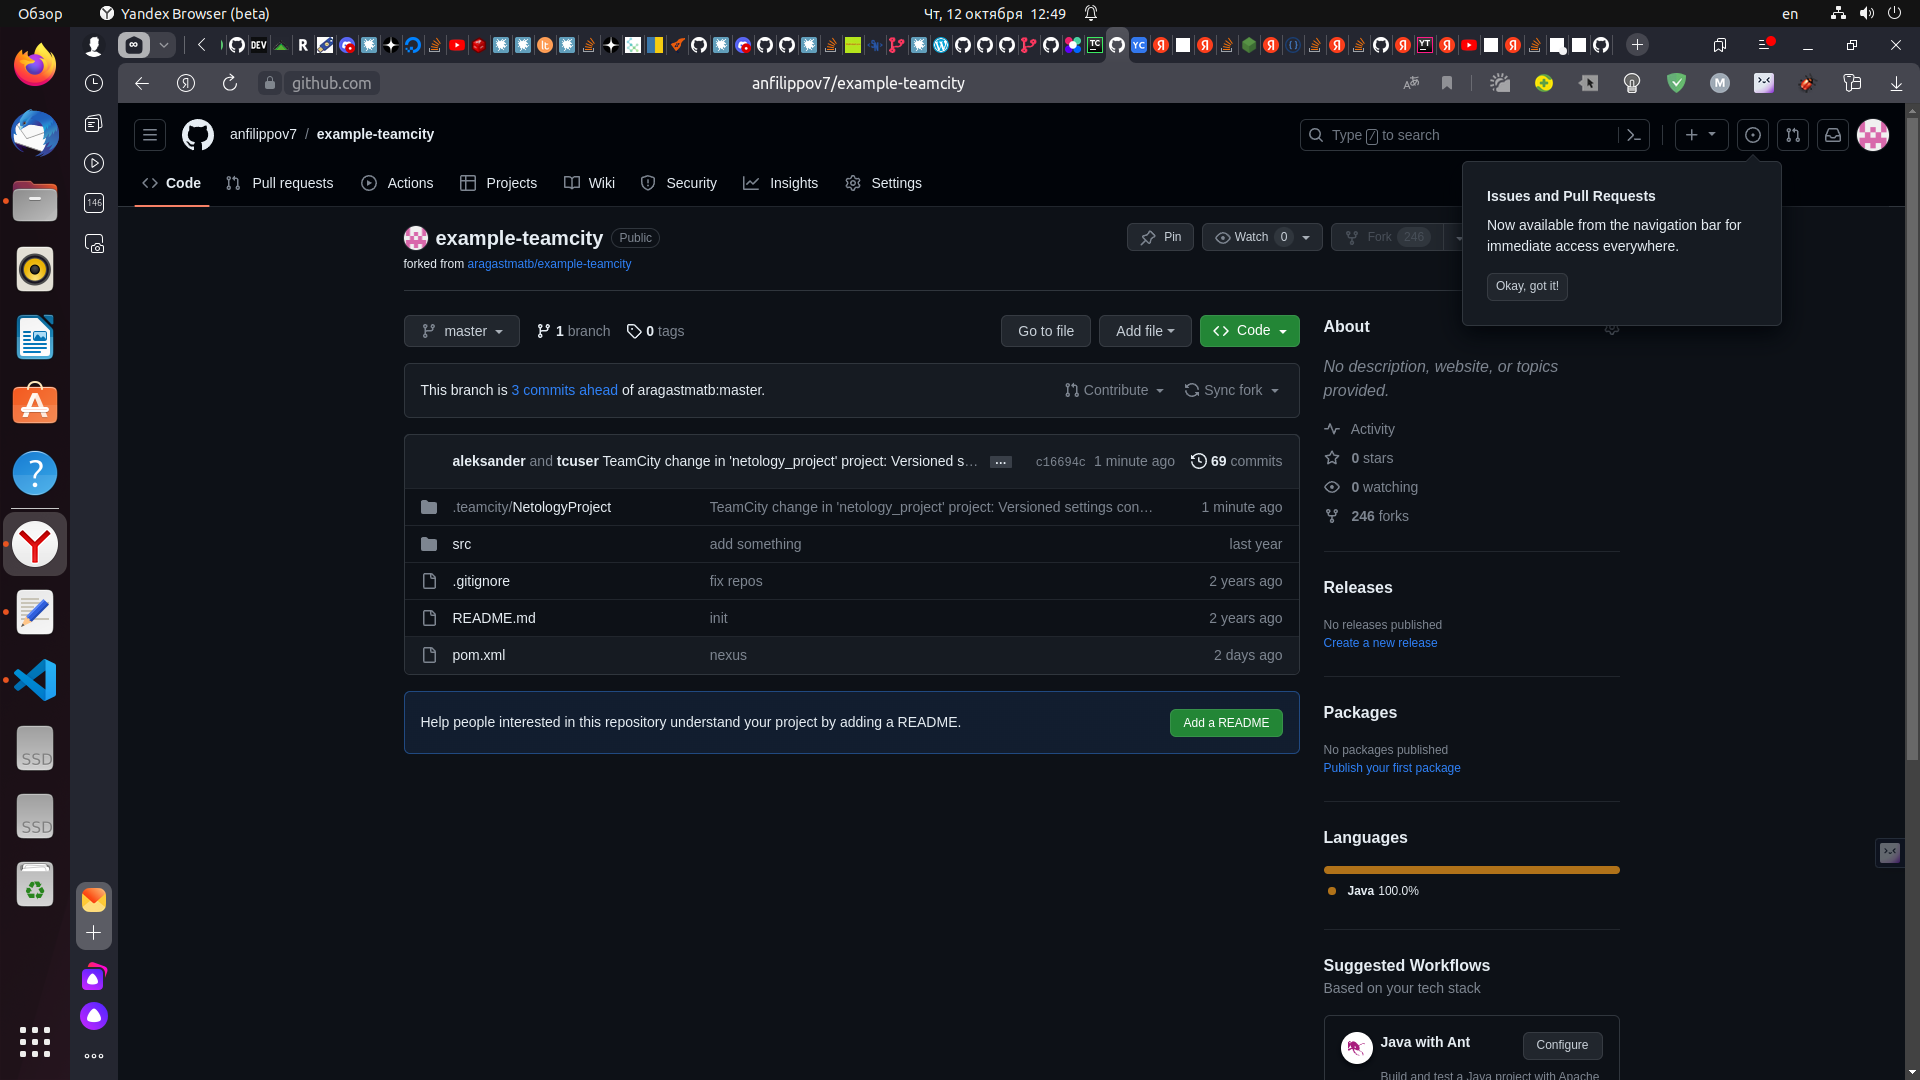 Обзор
Yandex Browser (beta)
Чт, 12 октября 12:49
en
DEV
R
TC
YC
YT
github.com
anfilippov7/example-teamcity
M
146
anfilippov7 / example-teamcity
Type / to search
Code
Pull requests
Actions
Projects
Wiki
Security
Insights
Settings
Issues and Pull Requests
Now available from the navigation bar for
immediate access everywhere.
Okay, got it!
example-teamcity
Public
Pin
Watch 0
Fork 246
forked from aragastmatb/example-teamcity
master
1 branch
0 tags
Go to file
Add file
Code
This branch is 3 commits ahead of aragastmatb:master.
Contribute
Sync fork
aleksander and tcuser TeamCity change in 'netology_project' project: Versioned s…
...
c16694c 1 minute ago
69 commits
.teamcity/NetologyProject
TeamCity change in 'netology_project' project: Versioned settings con…
1 minute ago
src
add something
last year
.gitignore
fix repos
2 years ago
README.md
init
2 years ago
pom.xml
nexus
2 days ago
Help people interested in this repository understand your project by adding a README.
Add a README
About
No description, website, or topics
provided.
Activity
0 stars
0 watching
246 forks
Releases
No releases published
Create a new release
Packages
No packages published
Publish your first package
Languages
Java 100.0%
Suggested Workflows
Based on your tech stack
Java with Ant
Configure
Build and test a Java project with Apache
SSD
SSD